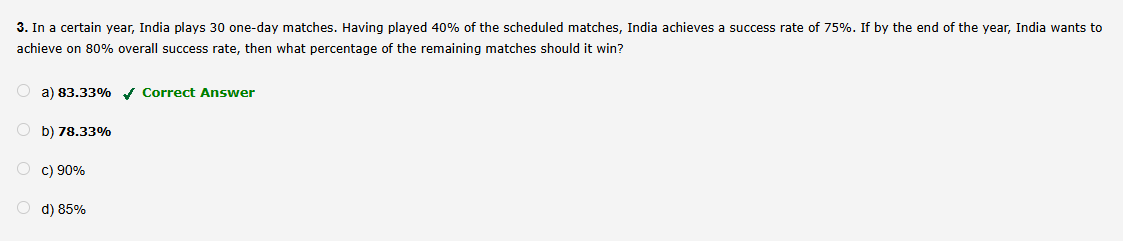 3. In a certain year, India plays 30 one-day matches. Having played 40% of the scheduled matches, India achieves a success rate of 75%. If by the end of the year, India wants to
achieve on 80% overall success rate, then what percentage of the remaining matches should it win?
a) 83.33% ✓ Correct Answer
b) 78.33%
c) 90%
d) 85%